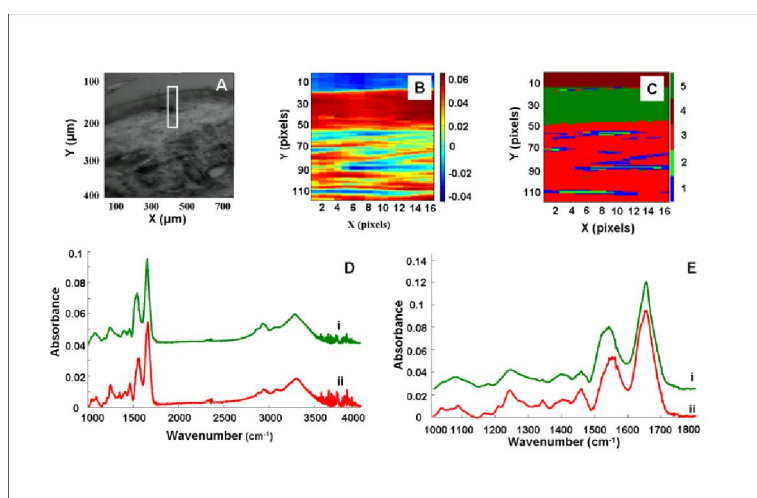 A
100
200
300
400
Y (µm)
100 300 500 700
X (µm)
B
10
30
50
70
90
110
Y (pixels)
2 4 6 8 10 12 14 16
X (pixels)
0.06
0.04
0.02
0
-0.02
-0.04
C
10
30
50
70
90
110
Y (pixels)
2 4 6 8 10 12 14 16
X (pixels)
5
4
3
2
1
D
0.1
0.08
0.06
0.04
0.02
0
Absorbance
i
ii
1000 1500 2000 2500 3000 3500 4000
Wavenumber (cm⁻¹)
E
0.14
0.12
0.10
0.08
0.06
0.04
0.02
0
Absorbance
i
ii
1000 1100 1200 1300 1400 1500 1600 1700 1800
Wavenumber (cm⁻¹)